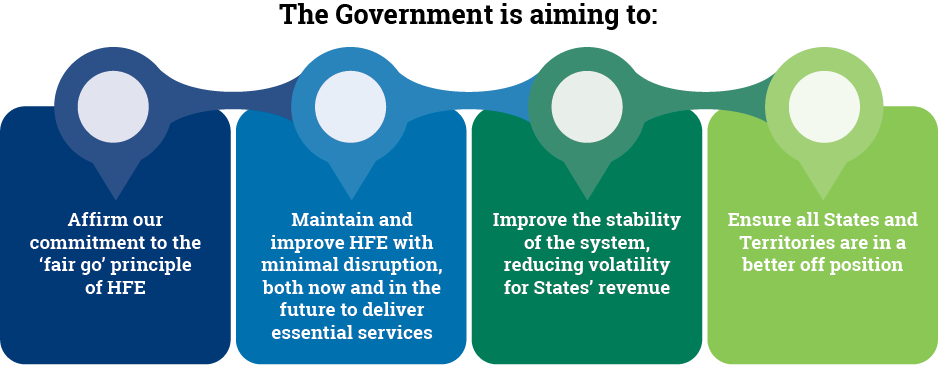 The Government is aiming to:
Affirm our
commitment to the
‘fair go’ principle
of HFE
Maintain and
improve HFE with
minimal disruption,
both now and in the
future to deliver
essential services
Improve the stability
of the system,
reducing volatility
for States’ revenue
Ensure all States and
Territories are in a
better off position